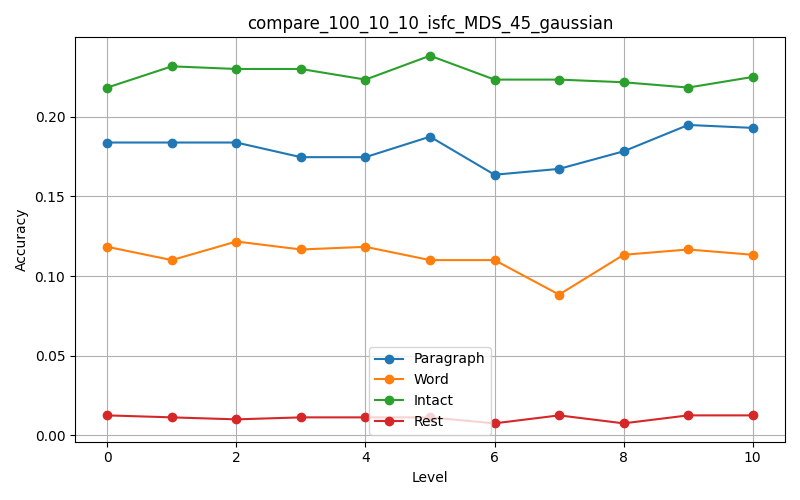 compare_100_10_10_isfc_MDS_45_gaussian
Accuracy
0.20
0.15
0.10
0.05
0.00
Paragraph
Word
Intact
Rest
0 2 4 6 8 10
Level